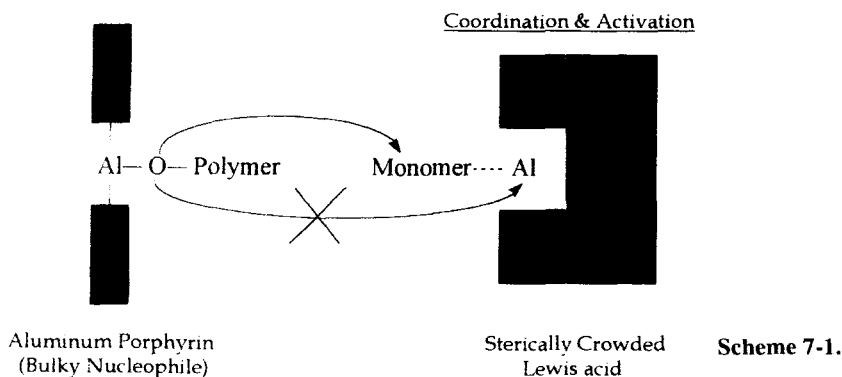 Coordination & Activation
Al—O—Polymer Monomer----Al
Aluminum Porphyrin
(Bulky Nucleophile)
Sterically Crowded
Lewis acid
Scheme 7-1.